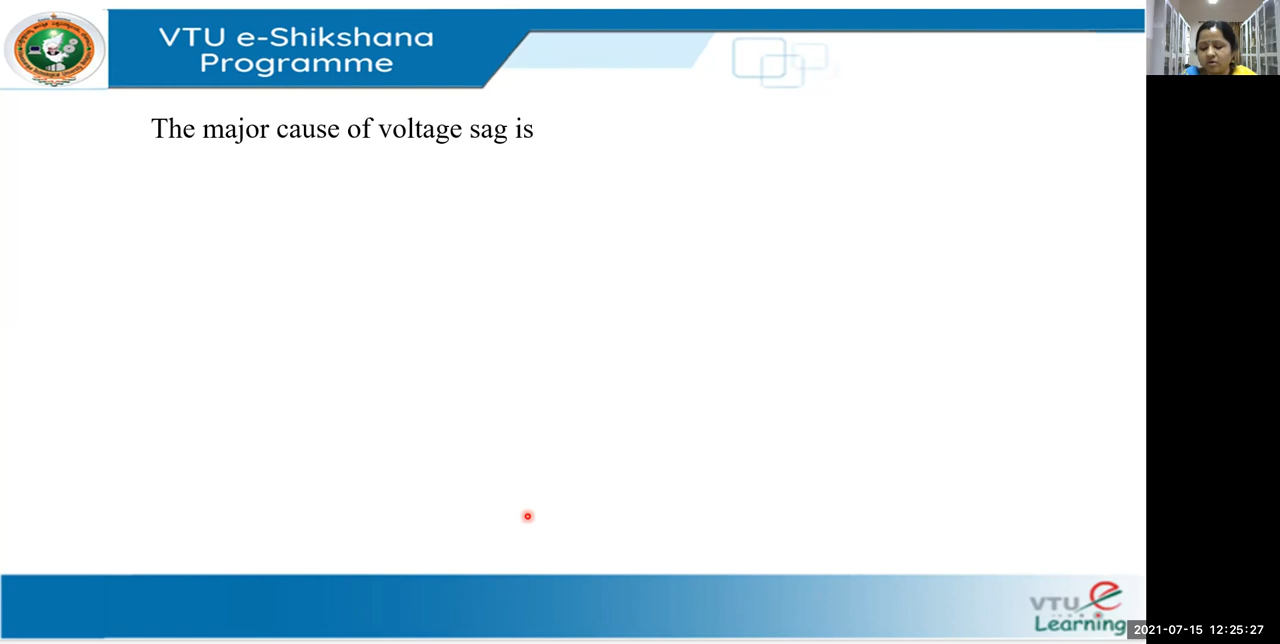 VTU e-Shikshana
Programme
The major cause of voltage sag is
VTU e
Learning
2021-07-15 12:25:27